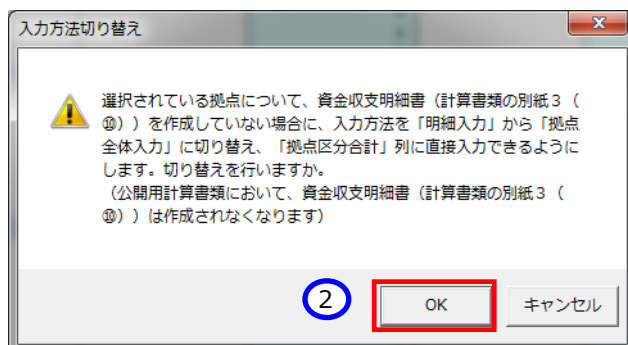 入力方法切り替え
選択されている拠点について、資金収支明細書（計算書類の別紙３（
⑩））を作成していない場合に、入力方法を「明細入力」から「拠点
全体入力」に切り替え、「拠点区分合計」列に直接入力できるように
します。切り替えを行いますか。
（公開用計算書類において、資金収支明細書（計算書類の別紙３（
⑩））は作成されなくなります）
2
OK
キャンセル